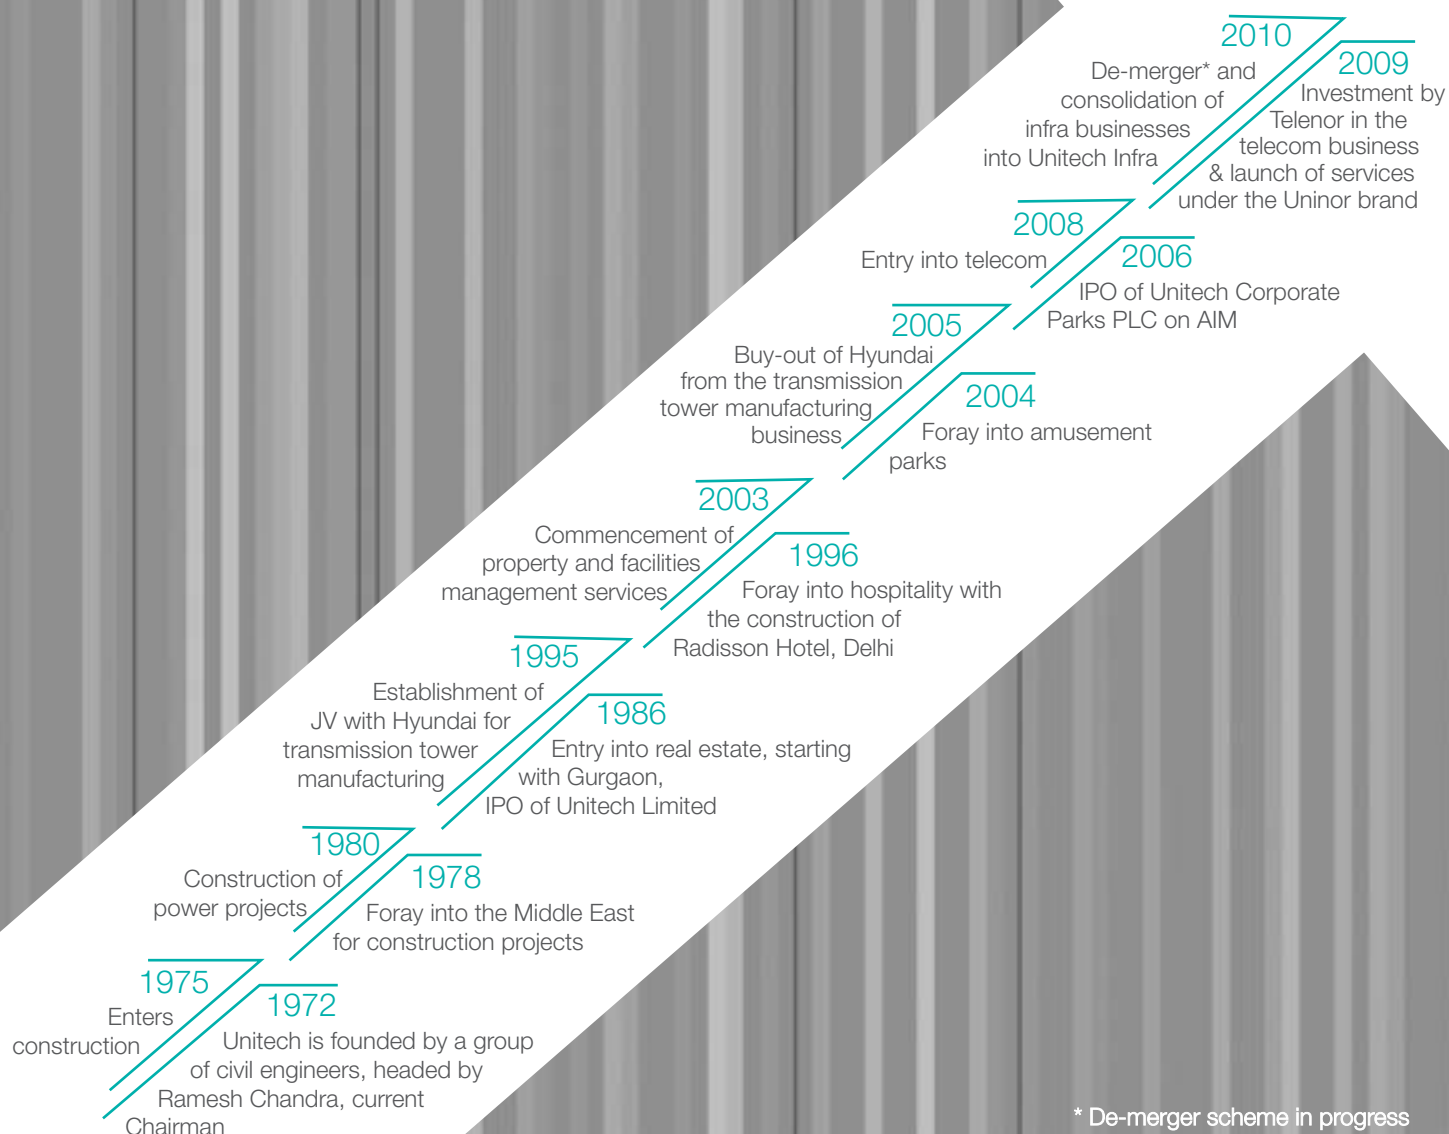 2010
De-merger* and
consolidation of
infra businesses
into Unitech Infra
2009
Investment by
Telenor in the
telecom business
& launch of services
under the Uninor brand
2008
Entry into telecom
2006
IPO of Unitech Corporate
Parks PLC on AIM
2005
Buy-out of Hyundai
from the transmission
tower manufacturing
business
2004
Foray into amusement
parks
2003
Commencement of
property and facilities
management services
1996
Foray into hospitality with
the construction of
Radisson Hotel, Delhi
1995
Establishment of
JV with Hyundai for
transmission tower
manufacturing
1986
Entry into real estate, starting
with Gurgaon,
IPO of Unitech Limited
1980
Construction of
power projects
1978
Foray into the Middle East
for construction projects
1975
Enters
construction
1972
Unitech is founded by a group
of civil engineers, headed by
Ramesh Chandra, current
Chairman
* De-merger scheme in progress